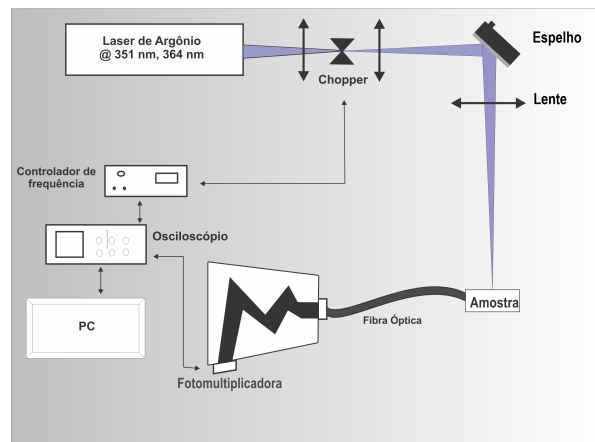 Laser de Argônio
@ 351 nm, 364 nm
Chopper
Espelho
Lente
Controlador de
frequência
Osciloscópio
PC
Fotomultiplicadora
Fibra Óptica
Amostra